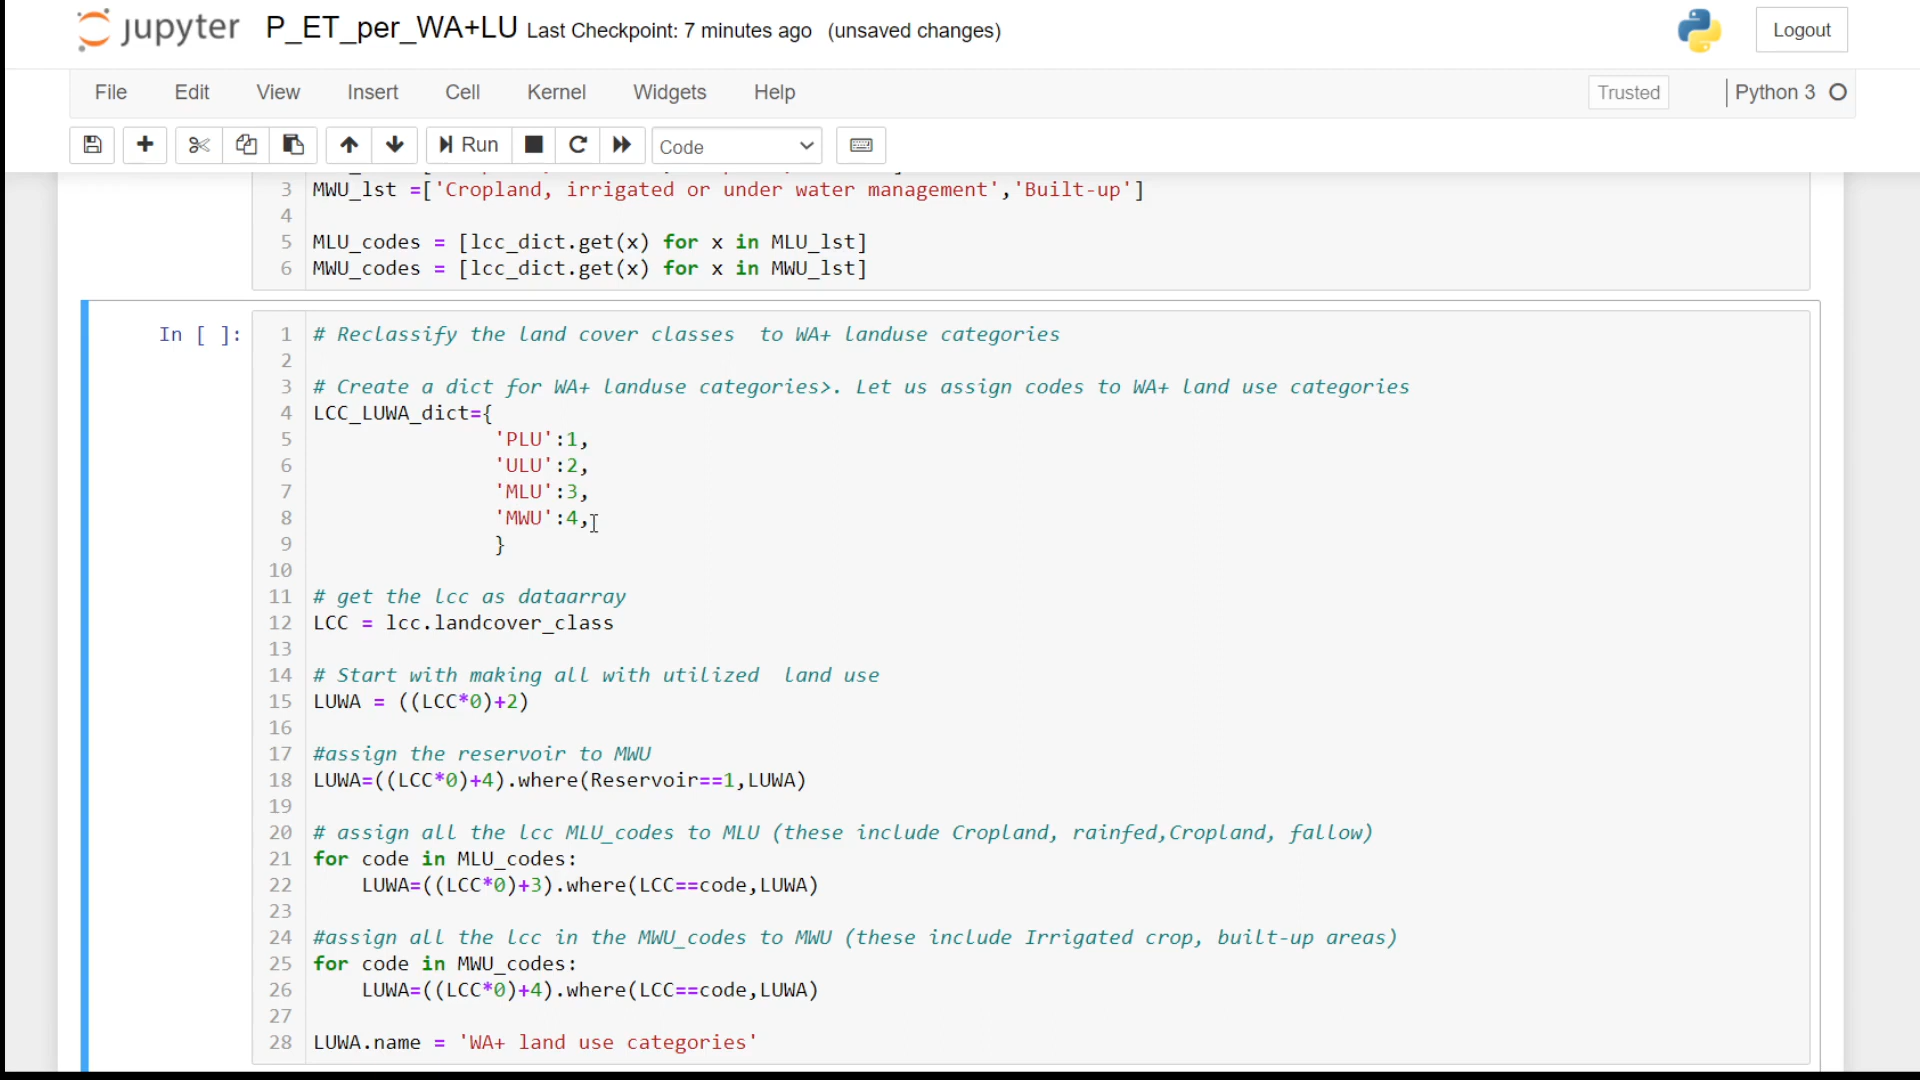 jupyter P_ET_per_WA+LU Last Checkpoint: 7 minutes ago (unsaved changes) Logout
File Edit View Insert Cell Kernel Widgets Help Trusted Python 3
Run Code
3 MWU_lst =['Cropland, irrigated or under water management','Built-up']
4
5 MLU_codes = [lcc_dict.get(x) for x in MLU_lst]
6 MWU_codes = [lcc_dict.get(x) for x in MWU_lst]
In [ ]: 1 # Reclassify the land cover classes  to WA+ landuse categories
2
3 # Create a dict for WA+ landuse categories>. Let us assign codes to WA+ land use categories
4 LCC_LUWA_dict={
5 'PLU':1,
6 'ULU':2,
7 'MLU':3,
8 'MWU':4,
9 }
10
11 # get the lcc as dataarray
12 LCC = lcc.landcover_class
13
14 # Start with making all with utilized  land use
15 LUWA = ((LCC*0)+2)
16
17 #assign the reservoir to MWU
18 LUWA=((LCC*0)+4).where(Reservoir==1,LUWA)
19
20 # assign all the lcc MLU_codes to MLU (these include Cropland, rainfed,Cropland, fallow)
21 for code in MLU_codes:
22     LUWA=((LCC*0)+3).where(LCC==code,LUWA)
23
24 #assign all the lcc in the MWU_codes to MWU (these include Irrigated crop, built-up areas)
25 for code in MWU_codes:
26     LUWA=((LCC*0)+4).where(LCC==code,LUWA)
27
28 LUWA.name = 'WA+ land use categories'